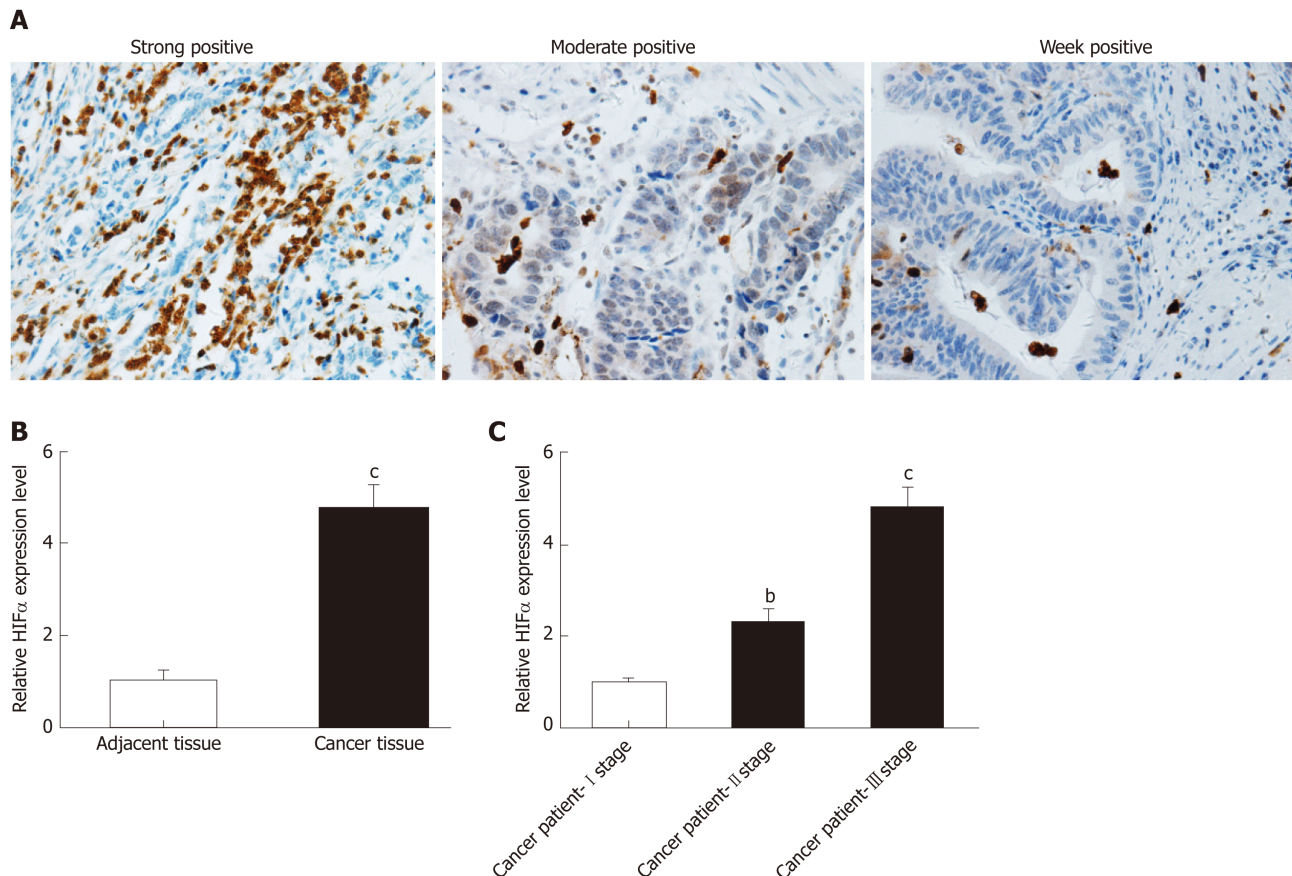 A
Strong positive
Moderate positive
Week positive
B
Relative HIFα expression level
6
4
2
0
c
Adjacent tissue
Cancer tissue
C
Relative HIFα expression level
6
4
2
0
b
c
Cancer patient- Ⅰ stage
Cancer patient- Ⅱ stage
Cancer patient- Ⅲ stage